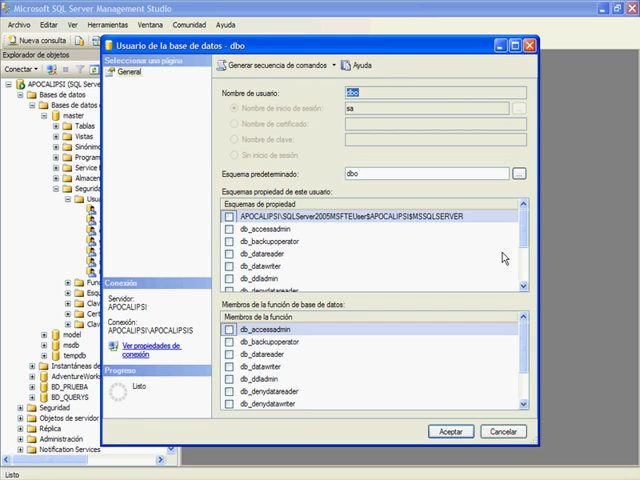 Microsoft SQL Server Management Studio
Archivo Editar Ver Herramientas Ventana Comunidad Ayuda
Nueva consulta
Explorador de objetos
Conectar
APOCALIPSI (SQL Serv
Bases de datos
Bases de datos
master
Tablas
Vistas
Sinónimo
Program
Service
Almacen
Segurida
Usu
Fun
Esq
Clav
Cer
Clav
model
msdb
tempdb
Instantáneas de
AdventureWorks
BD_PRUEBA
BD_QUERYS
Seguridad
Objetos de servidor
Réplica
Administración
Notification Services
Listo
Usuario de la base de datos - dbo
Seleccionar una página
General
Generar secuencia de comandos
Ayuda
Nombre de usuario:
dbo
Nombre de inicio de sesión:
sa
Nombre de certificado:
Nombre de clave:
Sin inicio de sesión
Esquema predeterminado:
dbo
...
Esquemas propiedad de este usuario:
Esquemas de propiedad
APOCALIPSI\SQLServer2005MSFTEUser$APOCALIPSI$MSSQLSERVER
db_accessadmin
db_backupoperator
db_datareader
db_datawriter
db_ddladmin
db_denydatareader
Miembros de la función de base de datos:
Miembros de la función
db_accessadmin
db_backupoperator
db_datareader
db_datawriter
db_ddladmin
db_denydatareader
db_denydatawriter
Conexión
Servidor:
APOCALIPSI
Conexión:
APOCALIPSI\APOCALIPSIS
Ver propiedades de
conexión
Progreso
Listo
Aceptar
Cancelar